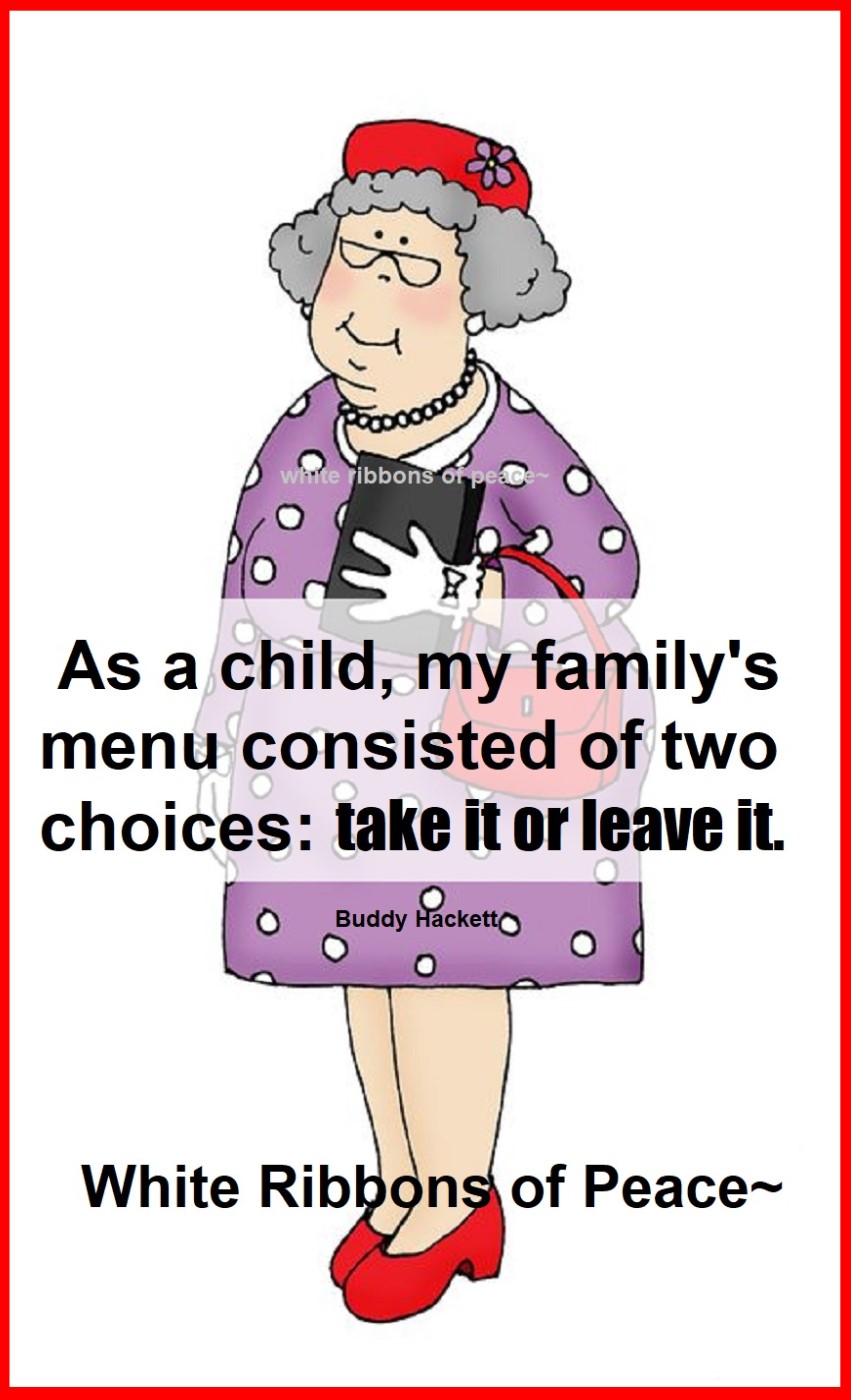 white ribbons of peace~
As a child, my family's
menu consisted of two
choices: take it or leave it.
Buddy Hackett
White Ribbons of Peace~